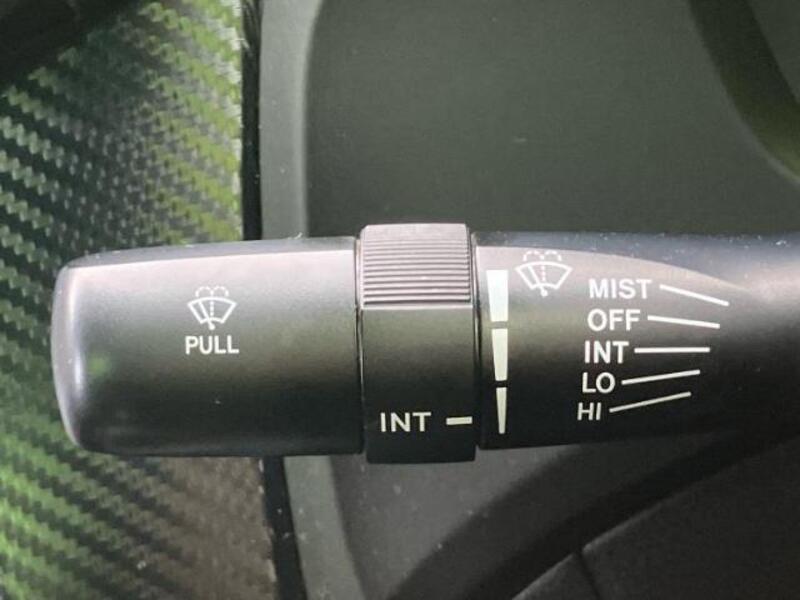 PULL
INT
MIST
OFF
INT
LO
HI